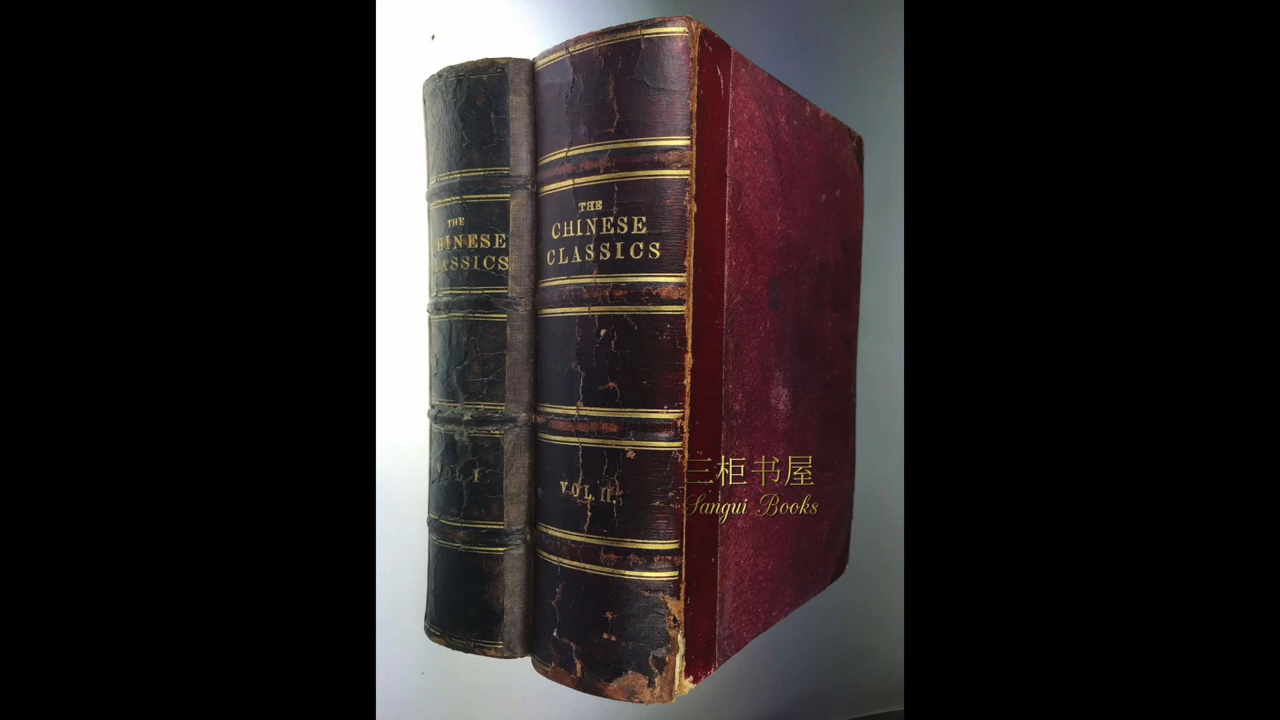 THE
CHINESE
CLASSICS
VOL I
THE
CHINESE
CLASSICS
VOL II.
三柜书屋
Sangui Books